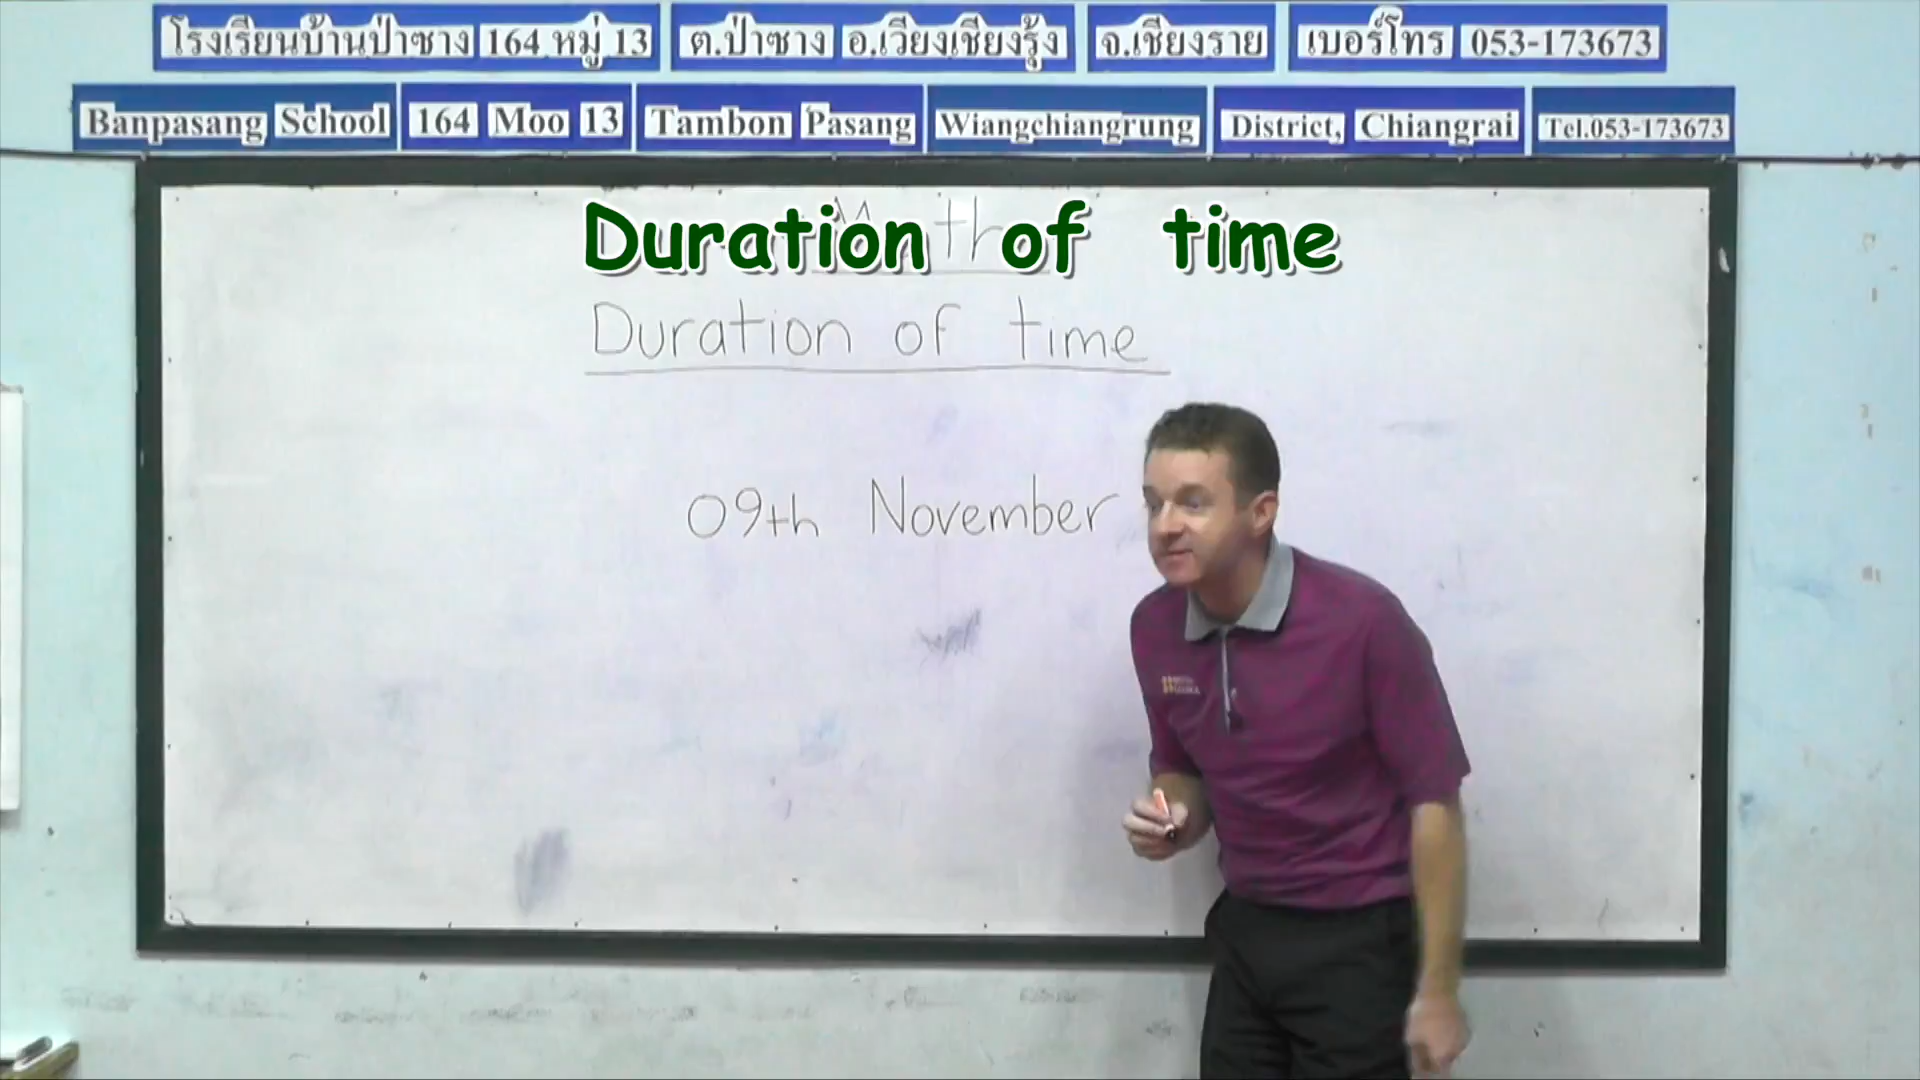 โรงเรียนบ้านป่าซาง 164 หมู่ 13 ต.ป่าซาง อ.เวียงเชียงรุ้ง จ.เชียงราย เบอร์โทร 053-173673
Banpasang School 164 Moo 13 Tambon Pasang Wiangchiangrung District, Chiangrai Tel.053-173673
Duration of time
Duration of time
09th November